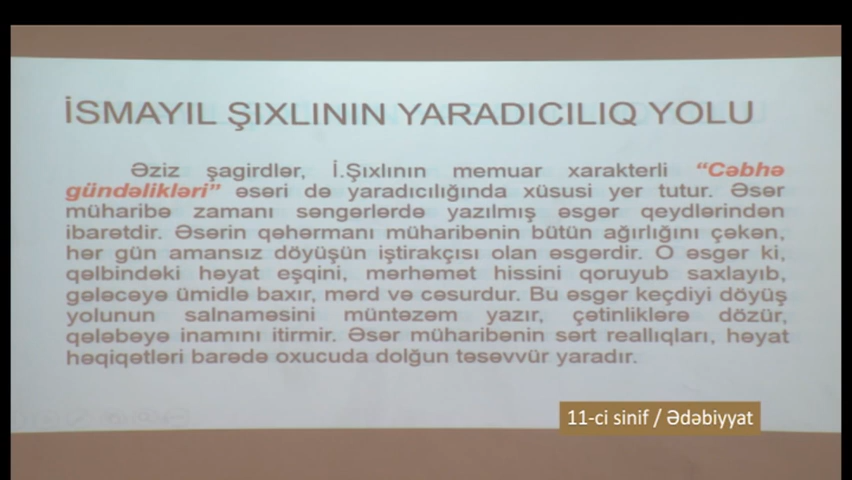 İSMAYIL ŞIXLININ YARADICILIQ YOLU
Əziz şagirdlər, İ.Şıxlının memuar xarakterli “Cəbhə
gündəlikləri” əsəri də yaradıcılığında xüsusi yer tutur. Əsər
müharibə zamanı səngərlərdə yazılmış əsgər qeydlərindən
ibarətdir. Əsərin qəhərmanı müharibənin bütün ağırlığını çəkən,
hər gün amansız döyüşün iştirakçısı olan əsgərdir. O əsgər ki,
qəlbindəki həyat eşqini, mərhəmət hissini qoruyub saxlayıb,
gələcəyə ümidlə baxır, mərd və cəsurdur. Bu əsgər keçdiyi döyüş
yolunun salnaməsini müntəzəm yazır, çətinliklərə dözür,
qələbəyə inamını itirmir. Əsər müharibənin sərt reallıqları, həyat
həqiqətləri barədə oxucuda dolğun təsəvvür yaradır.
11-ci sinif / Ədəbiyyat